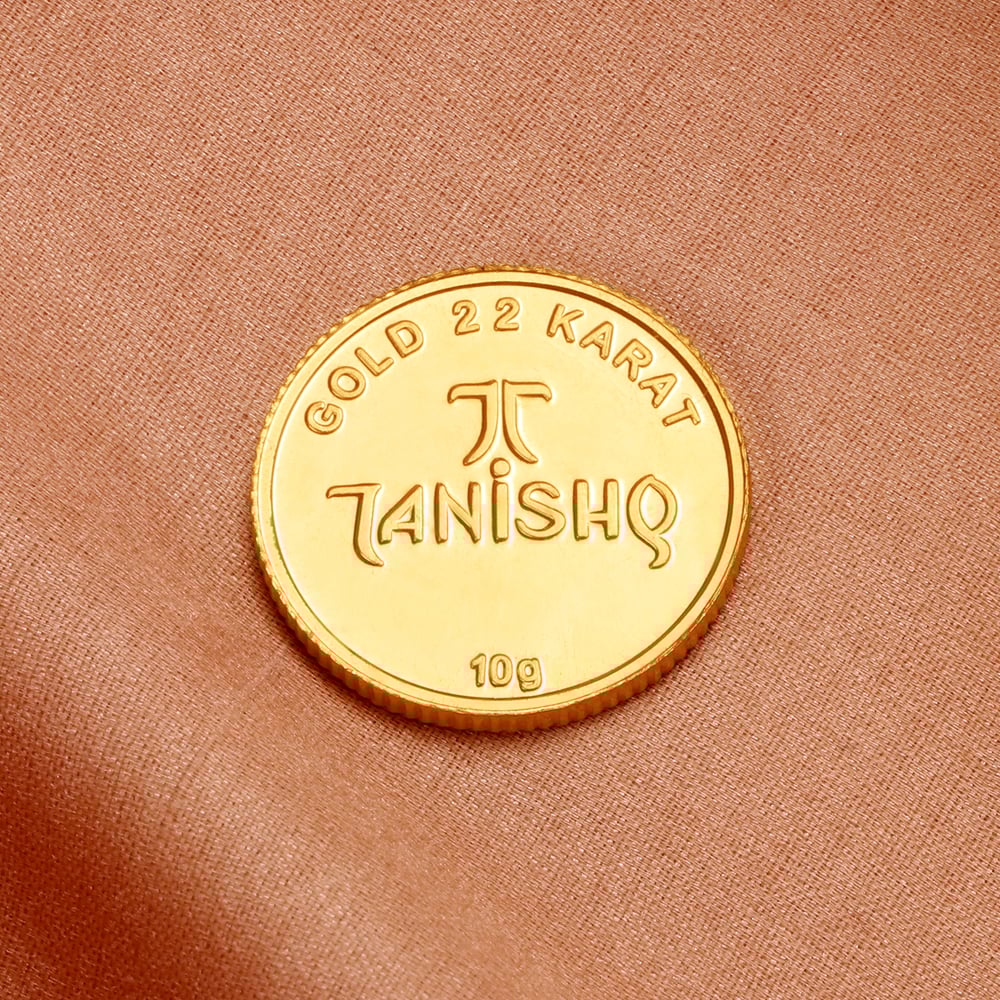 GOLD 22 KARAT
TANiSHQ
10g